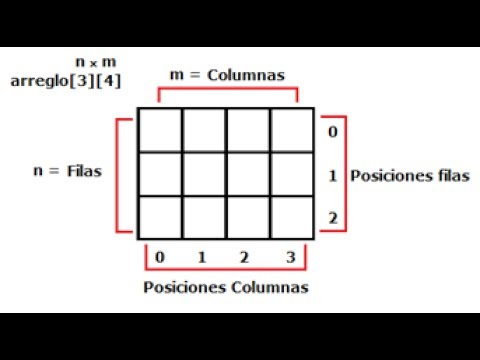 n x m
arreglo[3][4]
m = Columnas
n = Filas
0
1
2
Posiciones filas
0 1 2 3
Posiciones Columnas